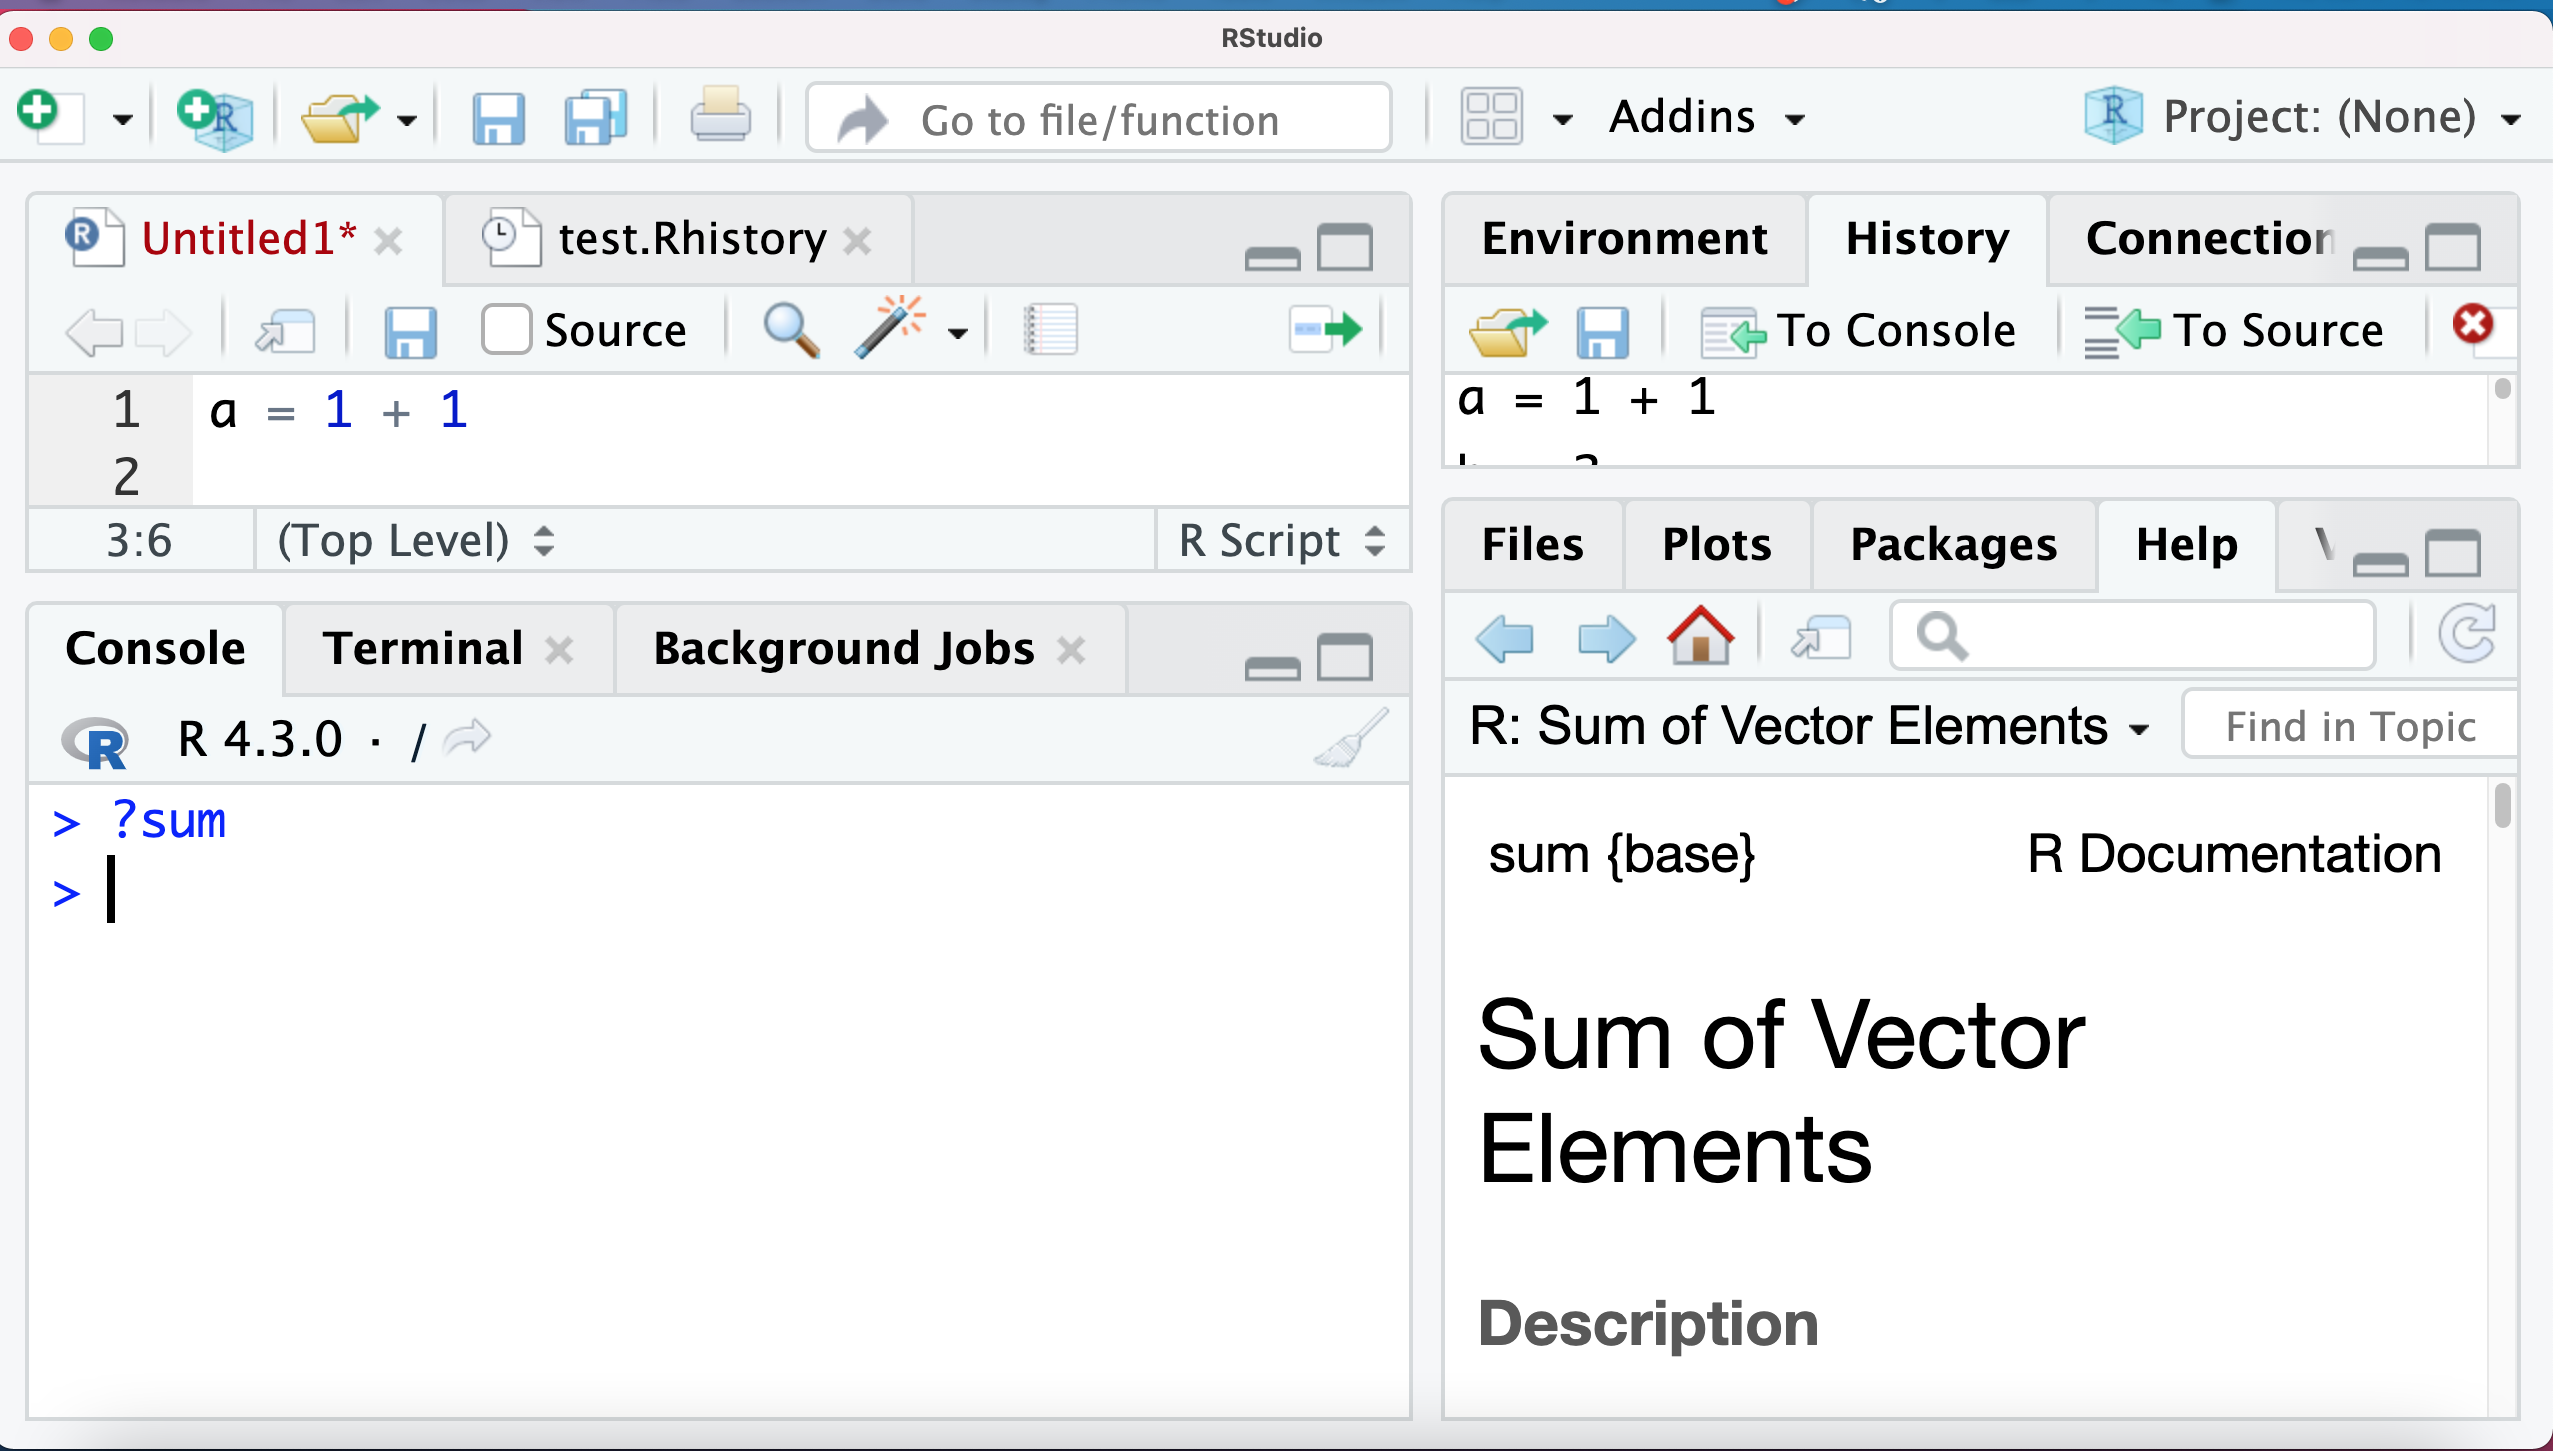 RStudio
Go to file/function
Addins
Project: (None)
Untitled1*
test.Rhistory
Source
1 a = 1 + 1
2
3:6 (Top Level) R Script
Console Terminal Background Jobs
R 4.3.0 · /
> ?sum
>
Environment History Connection
To Console To Source
a = 1 + 1
Files Plots Packages Help
R: Sum of Vector Elements Find in Topic
sum {base} R Documentation
Sum of Vector
Elements
Description